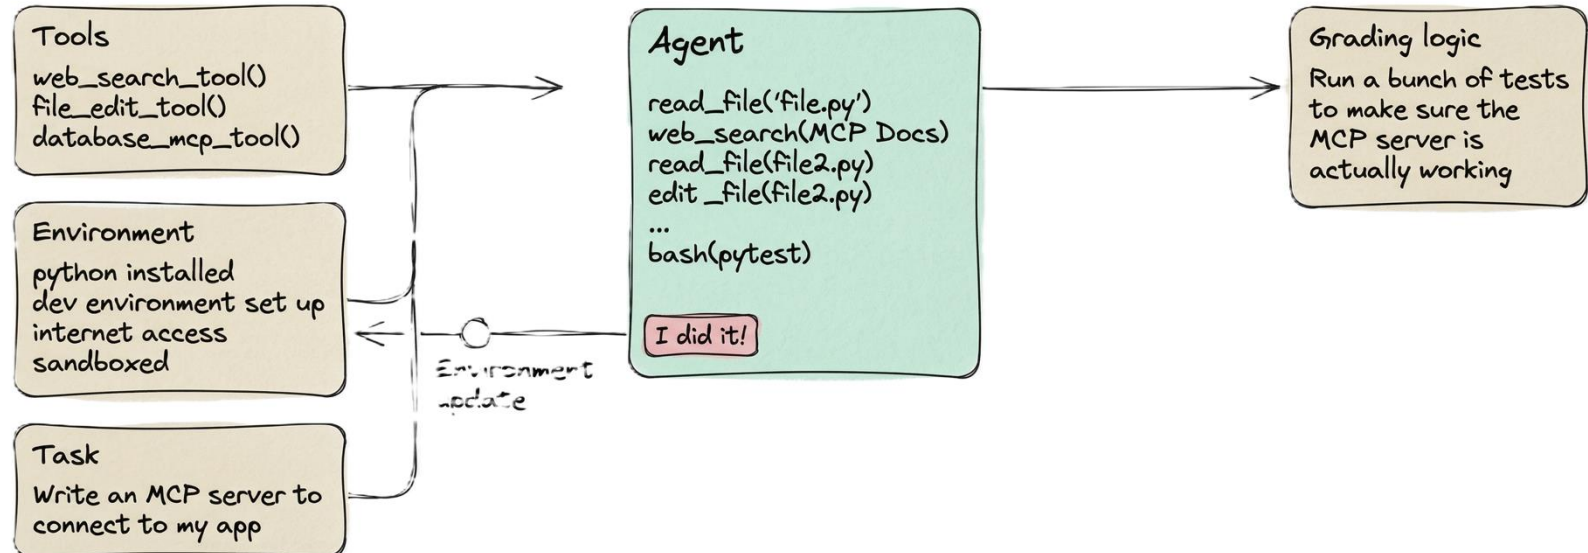 Tools
web_search_tool()
file_edit_tool()
database_mcp_tool()
Environment
python installed
dev environment set up
internet access
sandboxed
Task
Write an MCP server to
connect to my app
Environment
update
Agent
read_file('file.py')
web_search(MCP Docs)
read_file(file2.py)
edit_file(file2.py)
...
bash(pytest)
I did it!
Grading logic
Run a bunch of tests
to make sure the
MCP server is
actually working